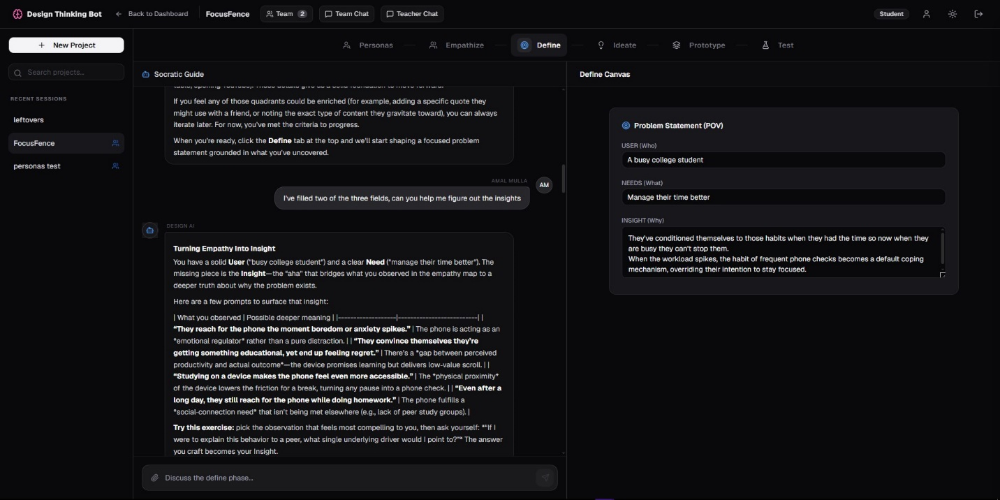 Design Thinking Bot
Back to Dashboard
FocusFence
Team 2
Team Chat
Teacher Chat
Student
New Project
Search projects...
RECENT SESSIONS
leftovers
FocusFence
personas test
Personas
Empathize
Define
Ideate
Prototype
Test
Socratic Guide
If you feel any of those quadrants could be enriched (for example, adding a specific quote they
might use with a friend, or noting the exact type of content they gravitate toward), you can always
iterate later. For now, you've met the criteria to progress.
When you're ready, click the Define tab at the top and we'll start shaping a focused problem
statement grounded in what you've uncovered.
AMAL MULLA
AM
I've filled two of the three fields, can you help me figure out the insights
DESIGN AI
Turning Empathy Into Insight
You have a solid User (“busy college student”) and a clear Need (“manage their time better”). The
missing piece is the Insight—the “aha” that bridges what you observed in the empathy map to a
deeper truth about why the problem exists.
Here are a few prompts to surface that insight:
| What you observed | Possible deeper meaning | |-------------------|--------------------------| |
“They reach for the phone the moment boredom or anxiety spikes.” | The phone is acting as an
*emotional regulator* rather than a pure distraction. | | “They convince themselves they're
getting something educational, yet end up feeling regret.” | There's a *gap between perceived
productivity and actual outcome*—the device promises learning but delivers low-value scroll. | |
“Studying on a device makes the phone feel even more accessible.” | The *physical proximity*
of the device lowers the friction for a break, turning any pause into a phone check. | | “Even after a
long day, they still reach for the phone while doing homework.” | The phone fulfills a
*social-connection need* that isn't being met elsewhere (e.g., lack of peer study groups). |
Try this exercise: pick the observation that feels most compelling to you, then ask yourself: *“If I
were to explain this behavior to a peer, what single underlying driver would I point to?”* The answer
you craft becomes your Insight.
Discuss the define phase...
Define Canvas
Problem Statement (POV)
USER (Who)
A busy college student
NEEDS (What)
Manage their time better
INSIGHT (Why)
They've conditioned themselves to those habits when they had the time so now when they
are busy they can't stop them.
When the workload spikes, the habit of frequent phone checks becomes a default coping
mechanism, overriding their intention to stay focused.